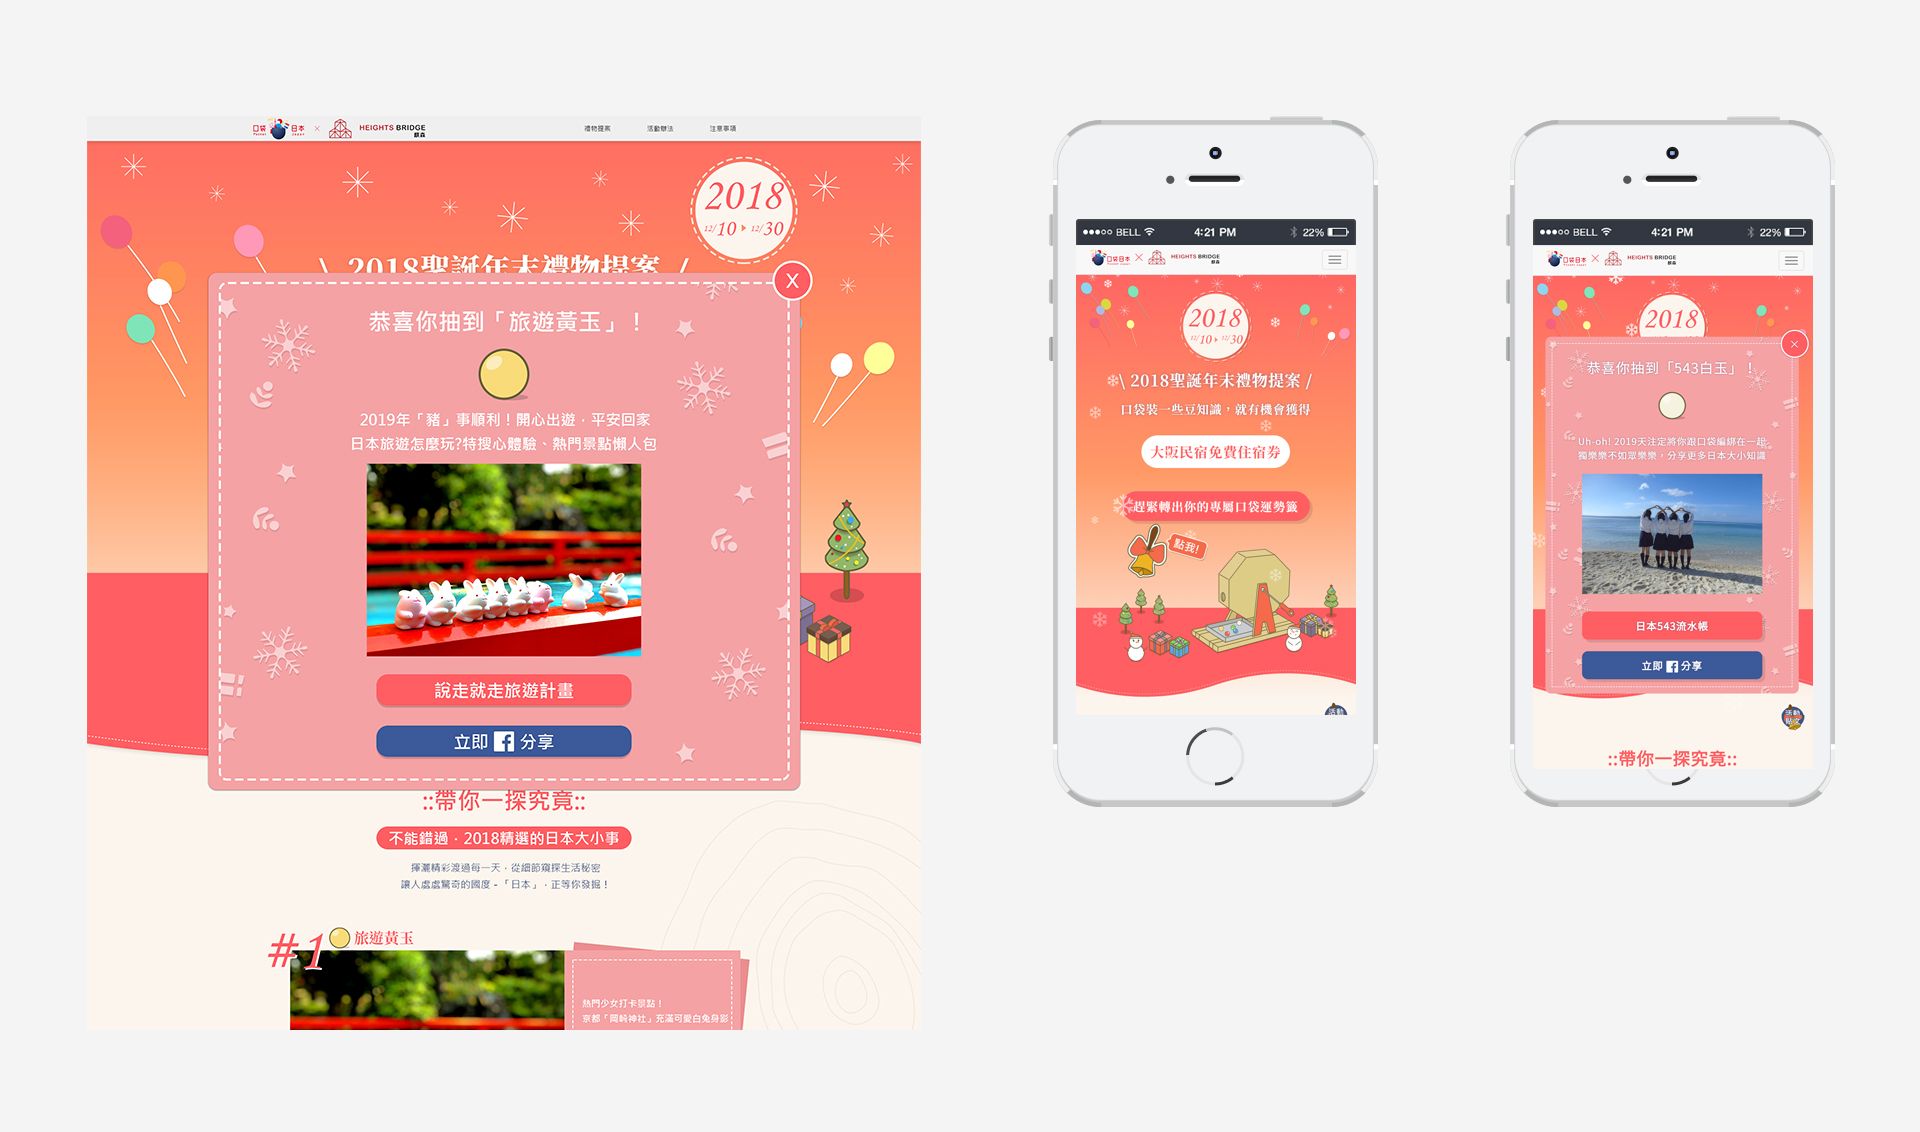 口袋日本 × HEIGHTS BRIDGE
Pocket Japan
禮物提案 活動辦法 注意事項
2018
12/10 ▸ 12/30
\ 2018聖誕年末禮物提案 /
X
恭喜你抽到「旅遊黃玉」！
2019年「豬」事順利！開心出遊，平安回家
日本旅遊怎麼玩?特搜心體驗、熱門景點懶人包
說走就走旅遊計畫
立即 f 分享
::帶你一探究竟::
不能錯過，2018精選的日本大小事
揮灑精彩渡過每一天，從細節窺探生活秘密
讓人處處驚奇的國度 -「日本」，正等你發掘！
#1 旅遊黃玉
熱門少女打卡景點！
京都「岡崎神社」充滿可愛白兔身影
BELL 4:21 PM 22%
口袋日本 × HEIGHTS BRIDGE
2018
12/10 ▸ 12/30
\ 2018聖誕年末禮物提案 /
口袋裝一些豆知識，就有機會獲得
大阪民宿免費住宿券
趕緊轉出你的專屬口袋運勢籤
點我!
活動
BELL 4:21 PM 22%
口袋日本 × HEIGHTS BRIDGE
2018
×
恭喜你抽到「543白玉」！
Uh-oh! 2019天注定將你跟口袋編綁在一起
獨樂樂不如眾樂樂，分享更多日本大小知識
日本543流水帳
立即 f 分享
活動
貼文
::帶你一探究竟::